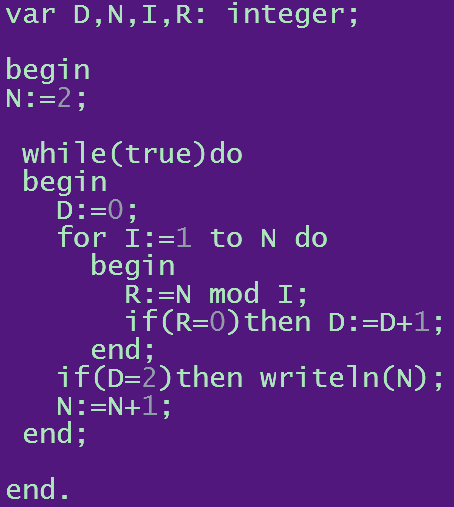 var D,N,I,R: integer;

begin
N:=2;

 while(true)do
 begin
   D:=0;
   for I:=1 to N do
     begin
       R:=N mod I;
       if(R=0)then D:=D+1;
     end;
   if(D=2)then writeln(N);
   N:=N+1;
 end;

end.